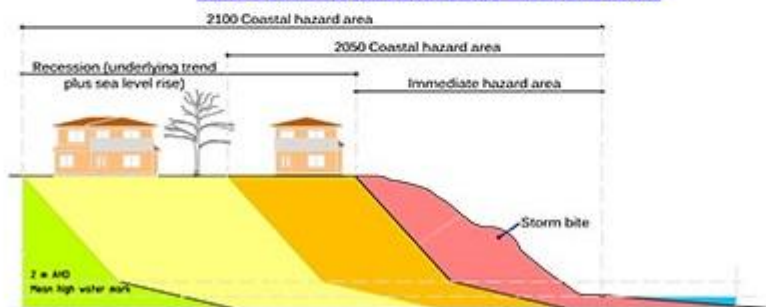 2100 Coastal hazard area
2050 Coastal hazard area
Recession (underlying trend
plus sea level rise)
Immediate hazard area
Storm bite
2 m AHD
Mean high water mark